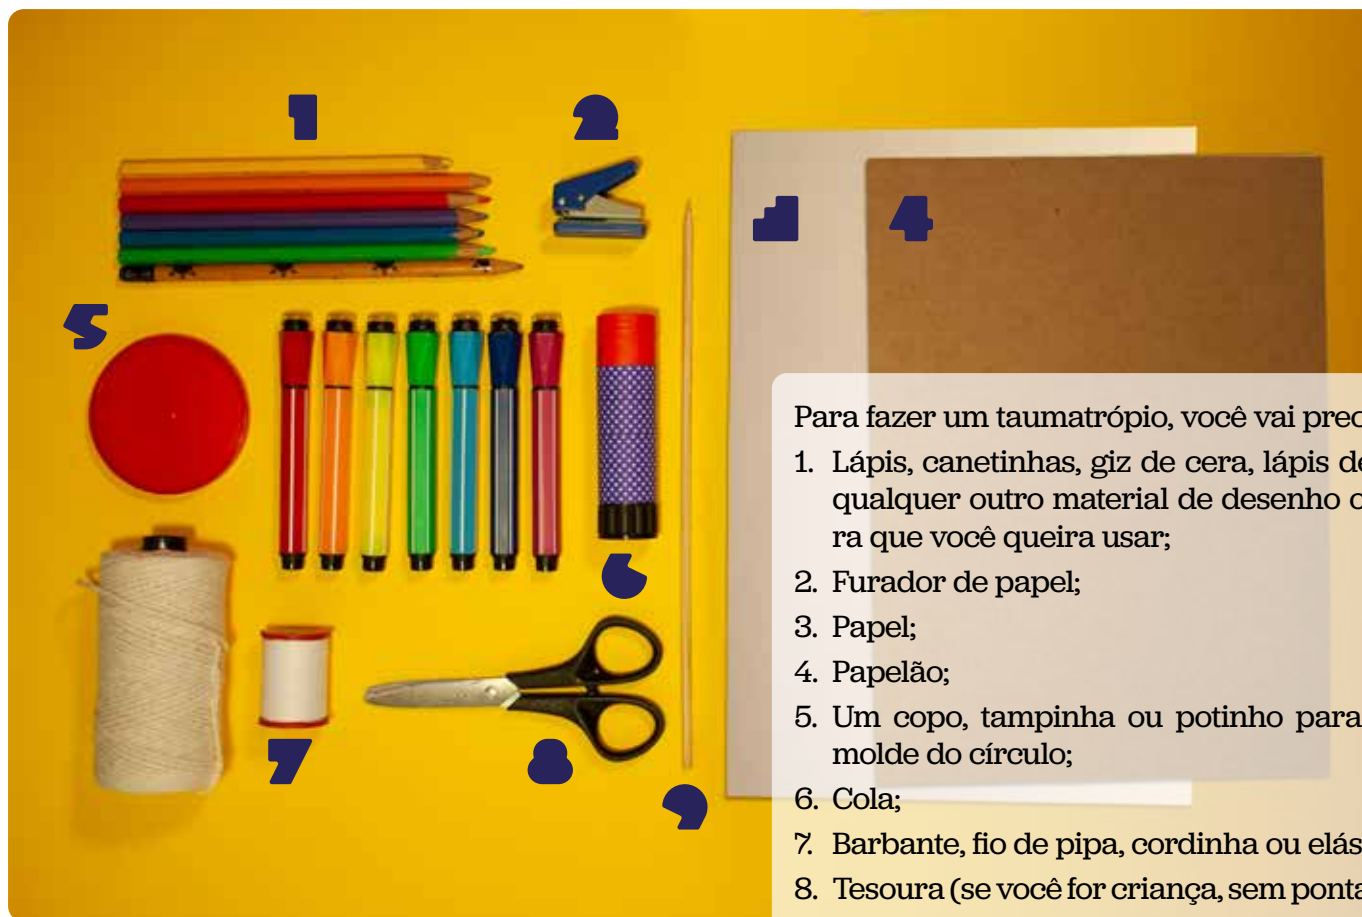 1
2
3
4
5
6
7
8
9
Para fazer um taumatrópio, você vai prec
1. Lápis, canetinhas, giz de cera, lápis de
qualquer outro material de desenho o
ra que você queira usar;
2. Furador de papel;
3. Papel;
4. Papelão;
5. Um copo, tampinha ou potinho para
molde do círculo;
6. Cola;
7. Barbante, fio de pipa, cordinha ou elás
8. Tesoura (se você for criança, sem ponta